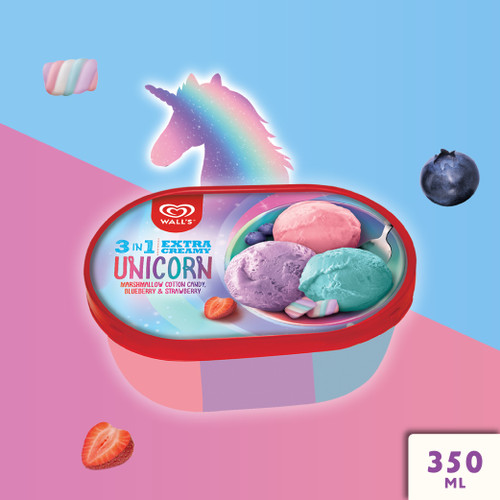 WALL'S
3 IN 1 EXTRA CREAMY
UNICORN
MARSHMALLOW COTTON CANDY,
BLUEBERRY & STRAWBERRY
350
ML